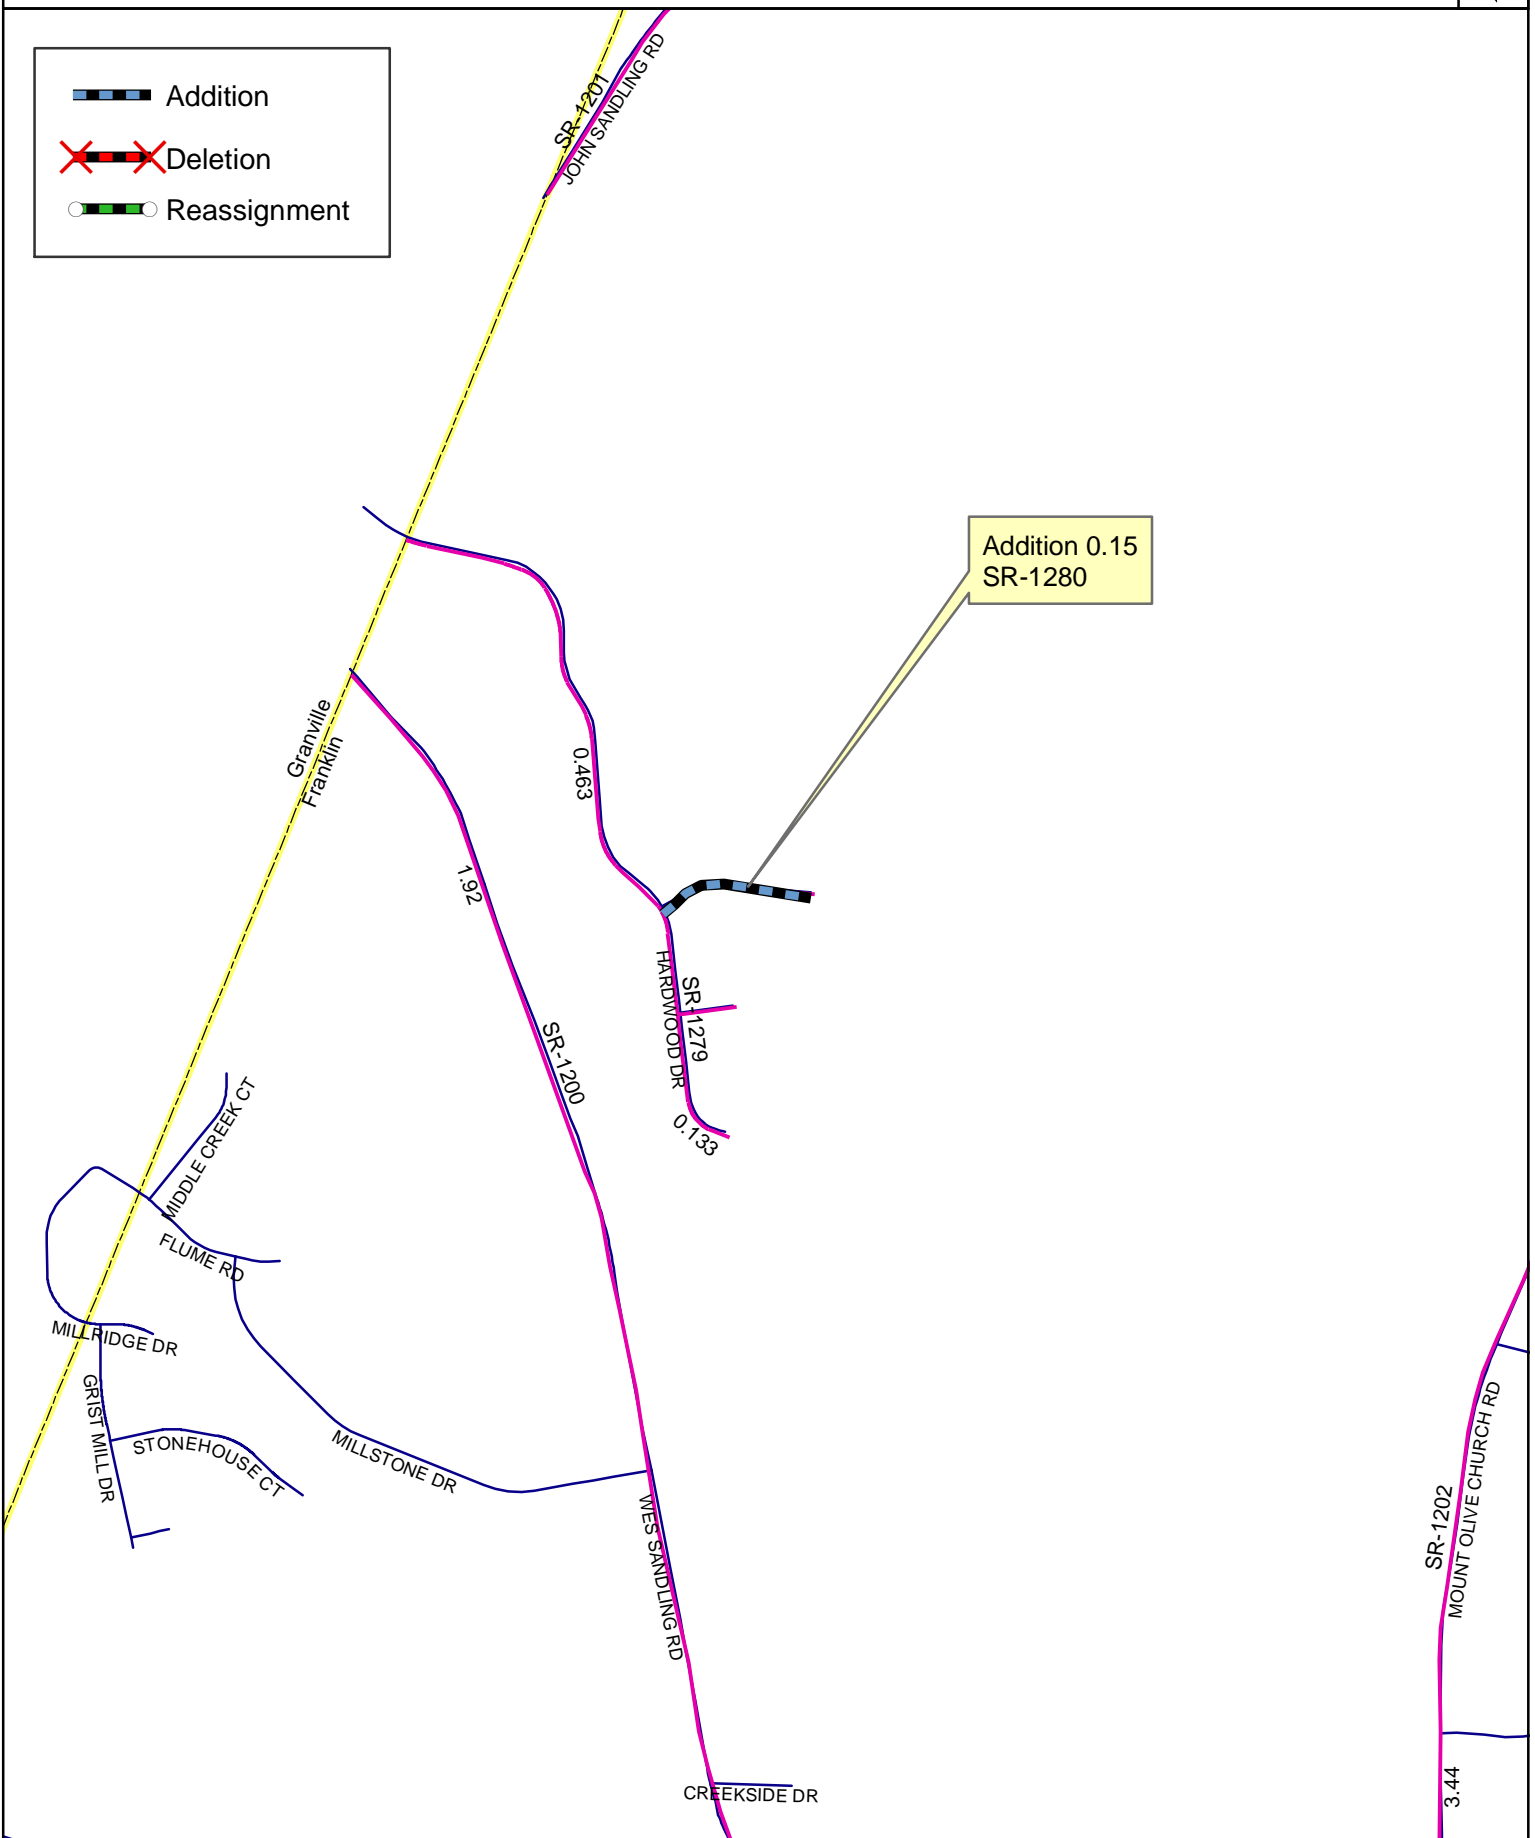 Addition
Deletion
Reassignment
SR-1201
JOHN SANDLING RD
Addition 0.15
SR-1280
Granville
Franklin
0.463
1.92
HARDWOOD DR
SR-1279
SR-1200
0.133
MIDDLE CREEK CT
FLUME RD
MILLRIDGE DR
GRIST MILL DR
STONEHOUSE CT
MILLSTONE DR
WES SANDLING RD
SR-1202
MOUNT OLIVE CHURCH RD
3.44
CREEKSIDE DR